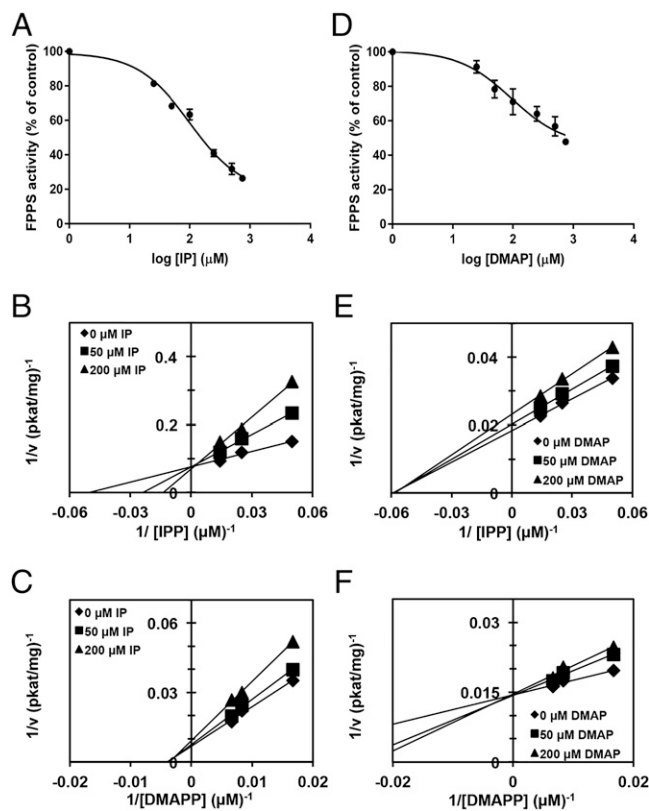 A
FPPS activity (% of control)
100
80
60
40
20
0
0 1 2 3 4
log [IP] (μM)
D
FPPS activity (% of control)
100
80
60
40
20
0
0 1 2 3 4
log [DMAP] (μM)
B
1/v (pkat/mg)-1
0 μM IP
50 μM IP
200 μM IP
0.4
0.2
0
-0.06 -0.03 0 0.03 0.06
1/ [IPP] (μM)-1
E
1/v (pkat/mg)-1
0.04
0.02
0
0 μM DMAP
50 μM DMAP
200 μM DMAP
-0.06 -0.03 0 0.03 0.06
1/ [IPP] (μM)-1
C
1/v (pkat/mg)-1
0 μM IP
50 μM IP
200 μM IP
0.06
0.03
0
-0.02 -0.01 0 0.01 0.02
1/[DMAPP] (μM)-1
F
1/v (pkat/mg)-1
0.03
0.015
0
0 μM DMAP
50 μM DMAP
200 μM DMAP
-0.02 0 0.02
1/[DMAPP] (μM)-1